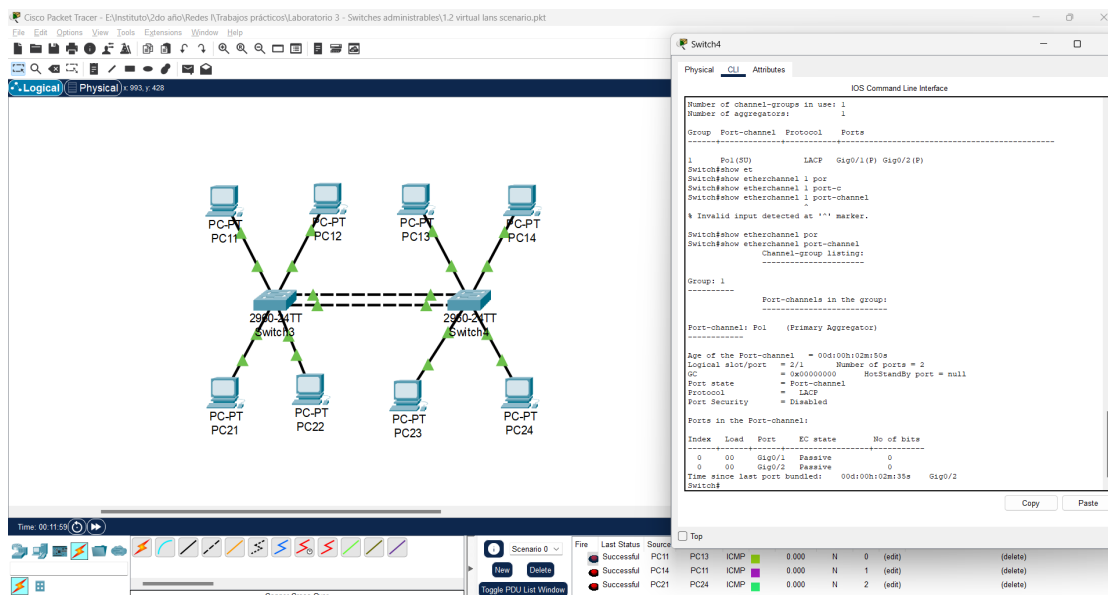 Cisco Packet Tracer - E:\Instituto\2do año\Redes I\Trabajos prácticos\Laboratorio 3 - Switches administrables\1.2 virtual lans scenario.pkt
File Edit Options View Tools Extensions Window Help
Logical Physical x: 993, y: 428
PC-PT
PC11
PC-PT
PC12
PC-PT
PC13
PC-PT
PC14
2960-24TT
Switch3
2960-24TT
Switch4
PC-PT
PC21
PC-PT
PC22
PC-PT
PC23
PC-PT
PC24
Switch4
Physical CLI Attributes
IOS Command Line Interface
Number of channel-groups in use: 1
Number of aggregators: 1
Group Port-channel Protocol Ports
------+-------------+-----------+----------------------------------------------
1 Po1(SU) LACP Gig0/1(P) Gig0/2(P)
Switch#show et
Switch#show etherchannel 1 por
Switch#show etherchannel 1 port-c
Switch#show etherchannel 1 port-channel
^
% Invalid input detected at '^' marker.
Switch#show etherchannel por
Switch#show etherchannel port-channel
Channel-group listing:
----------------------
Group: 1
----------
Port-channels in the group:
---------------------------
Port-channel: Po1 (Primary Aggregator)
------------
Age of the Port-channel = 00d:00h:02m:50s
Logical slot/port = 2/1 Number of ports = 2
GC = 0x00000000 HotStandBy port = null
Port state = Port-channel
Protocol = LACP
Port Security = Disabled
Ports in the Port-channel:
Index Load Port EC state No of bits
------+------+------+------------------+-----------
0 00 Gig0/1 Passive 0
0 00 Gig0/2 Passive 0
Time since last port bundled: 00d:00h:02m:35s Gig0/2
Switch#
Copy Paste
Top
Time: 00:11:59
Scenario 0
New Delete
Toggle PDU List Window
Fire Last Status Source
Successful PC11 PC13 ICMP 0.000 N 0 (edit) (delete)
Successful PC14 PC11 ICMP 0.000 N 1 (edit) (delete)
Successful PC21 PC24 ICMP 0.000 N 2 (edit) (delete)